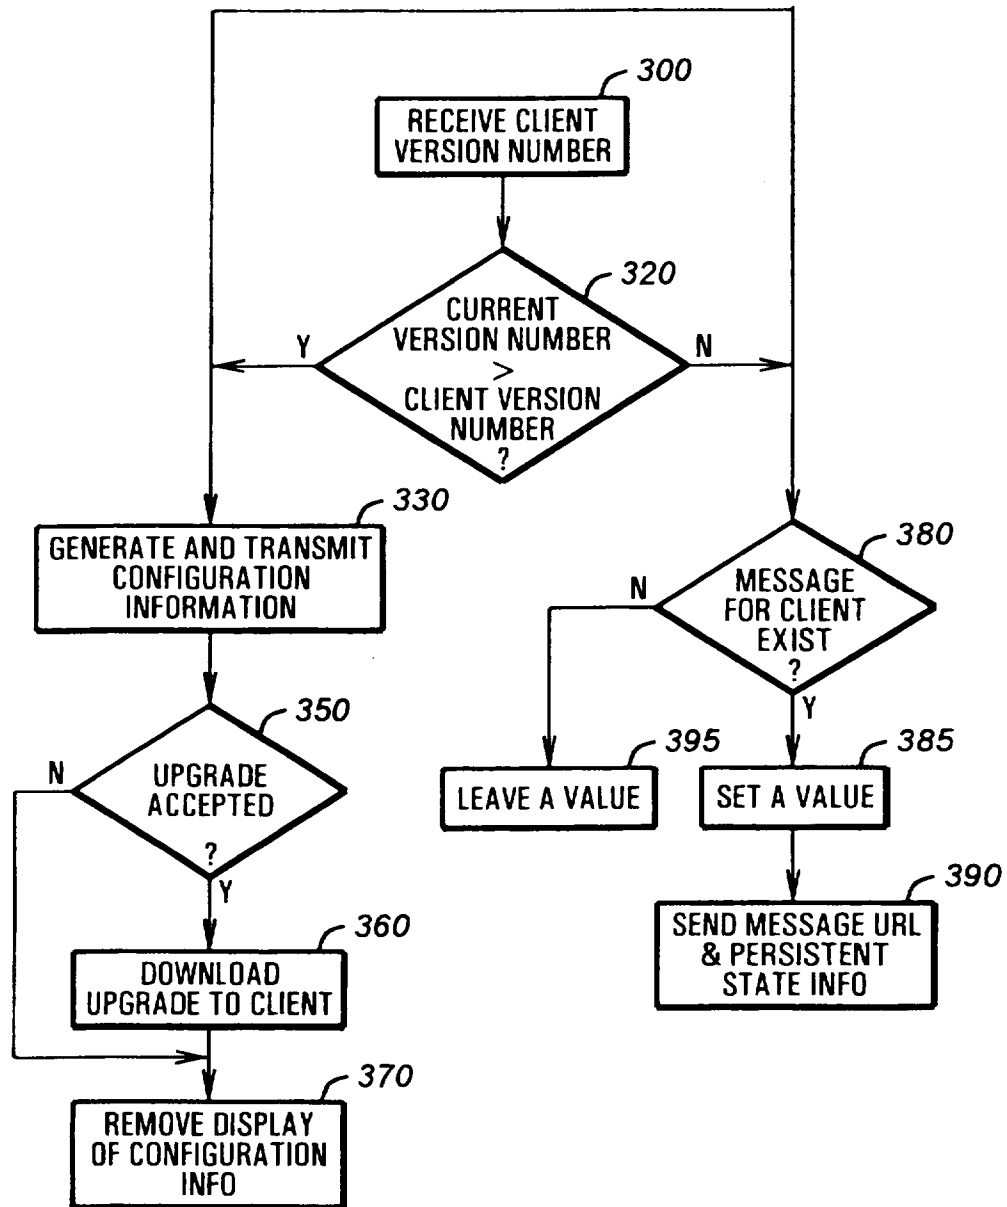 300
RECEIVE CLIENT
VERSION NUMBER
320
CURRENT
VERSION NUMBER
>
CLIENT VERSION
NUMBER
?
Y
N
330
GENERATE AND TRANSMIT
CONFIGURATION
INFORMATION
380
MESSAGE
FOR CLIENT
EXIST
?
N
Y
350
UPGRADE
ACCEPTED
?
N
Y
395
LEAVE A VALUE
385
SET A VALUE
390
SEND MESSAGE URL
& PERSISTENT
STATE INFO
360
DOWNLOAD
UPGRADE TO CLIENT
370
REMOVE DISPLAY
OF CONFIGURATION
INFO